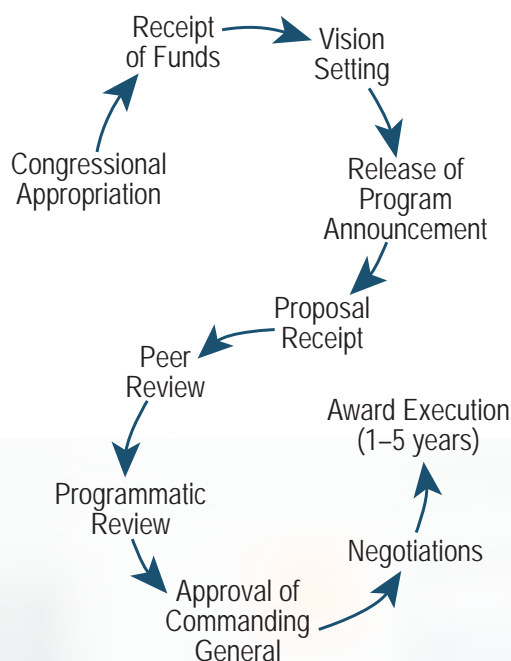 Receipt
of Funds
Vision
Setting
Congressional
Appropriation
Release of
Program
Announcement
Proposal
Receipt
Peer
Review
Programmatic
Review
Approval of
Commanding
General
Negotiations
Award Execution
(1–5 years)